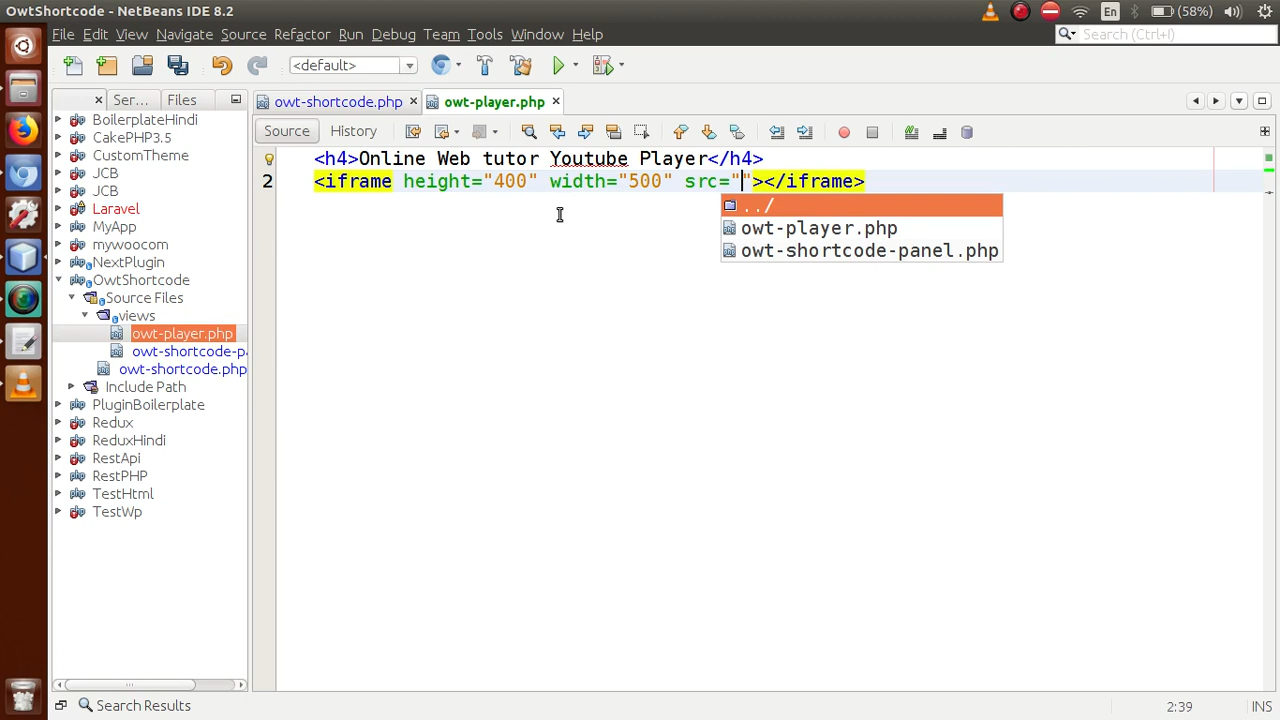 OwtShortcode - NetBeans IDE 8.2
En
(58%)
File Edit View Navigate Source Refactor Run Debug Team Tools Window Help
Search (Ctrl+I)
<default>
Ser...
Files
owt-shortcode.php
owt-player.php
Source
History
BoilerplateHindi
CakePHP3.5
CustomTheme
JCB
JCB
Laravel
MyApp
mywoocom
NextPlugin
OwtShortcode
Source Files
views
owt-player.php
owt-shortcode-pa
owt-shortcode.php
Include Path
PluginBoilerplate
Redux
ReduxHindi
RestApi
RestPHP
TestHtml
TestWp
<h4>Online Web tutor Youtube Player</h4>
2 <iframe height="400" width="500" src=""></iframe>
../
owt-player.php
owt-shortcode-panel.php
Search Results
2:39
INS